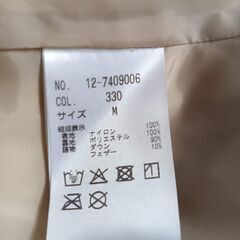 NO. 12-7409006
COL. 330
サイズ M
組成表示
表地 ナイロン 100%
裏地 ポリエステル 100%
詰物 ダウン 90%
フェザー 10%